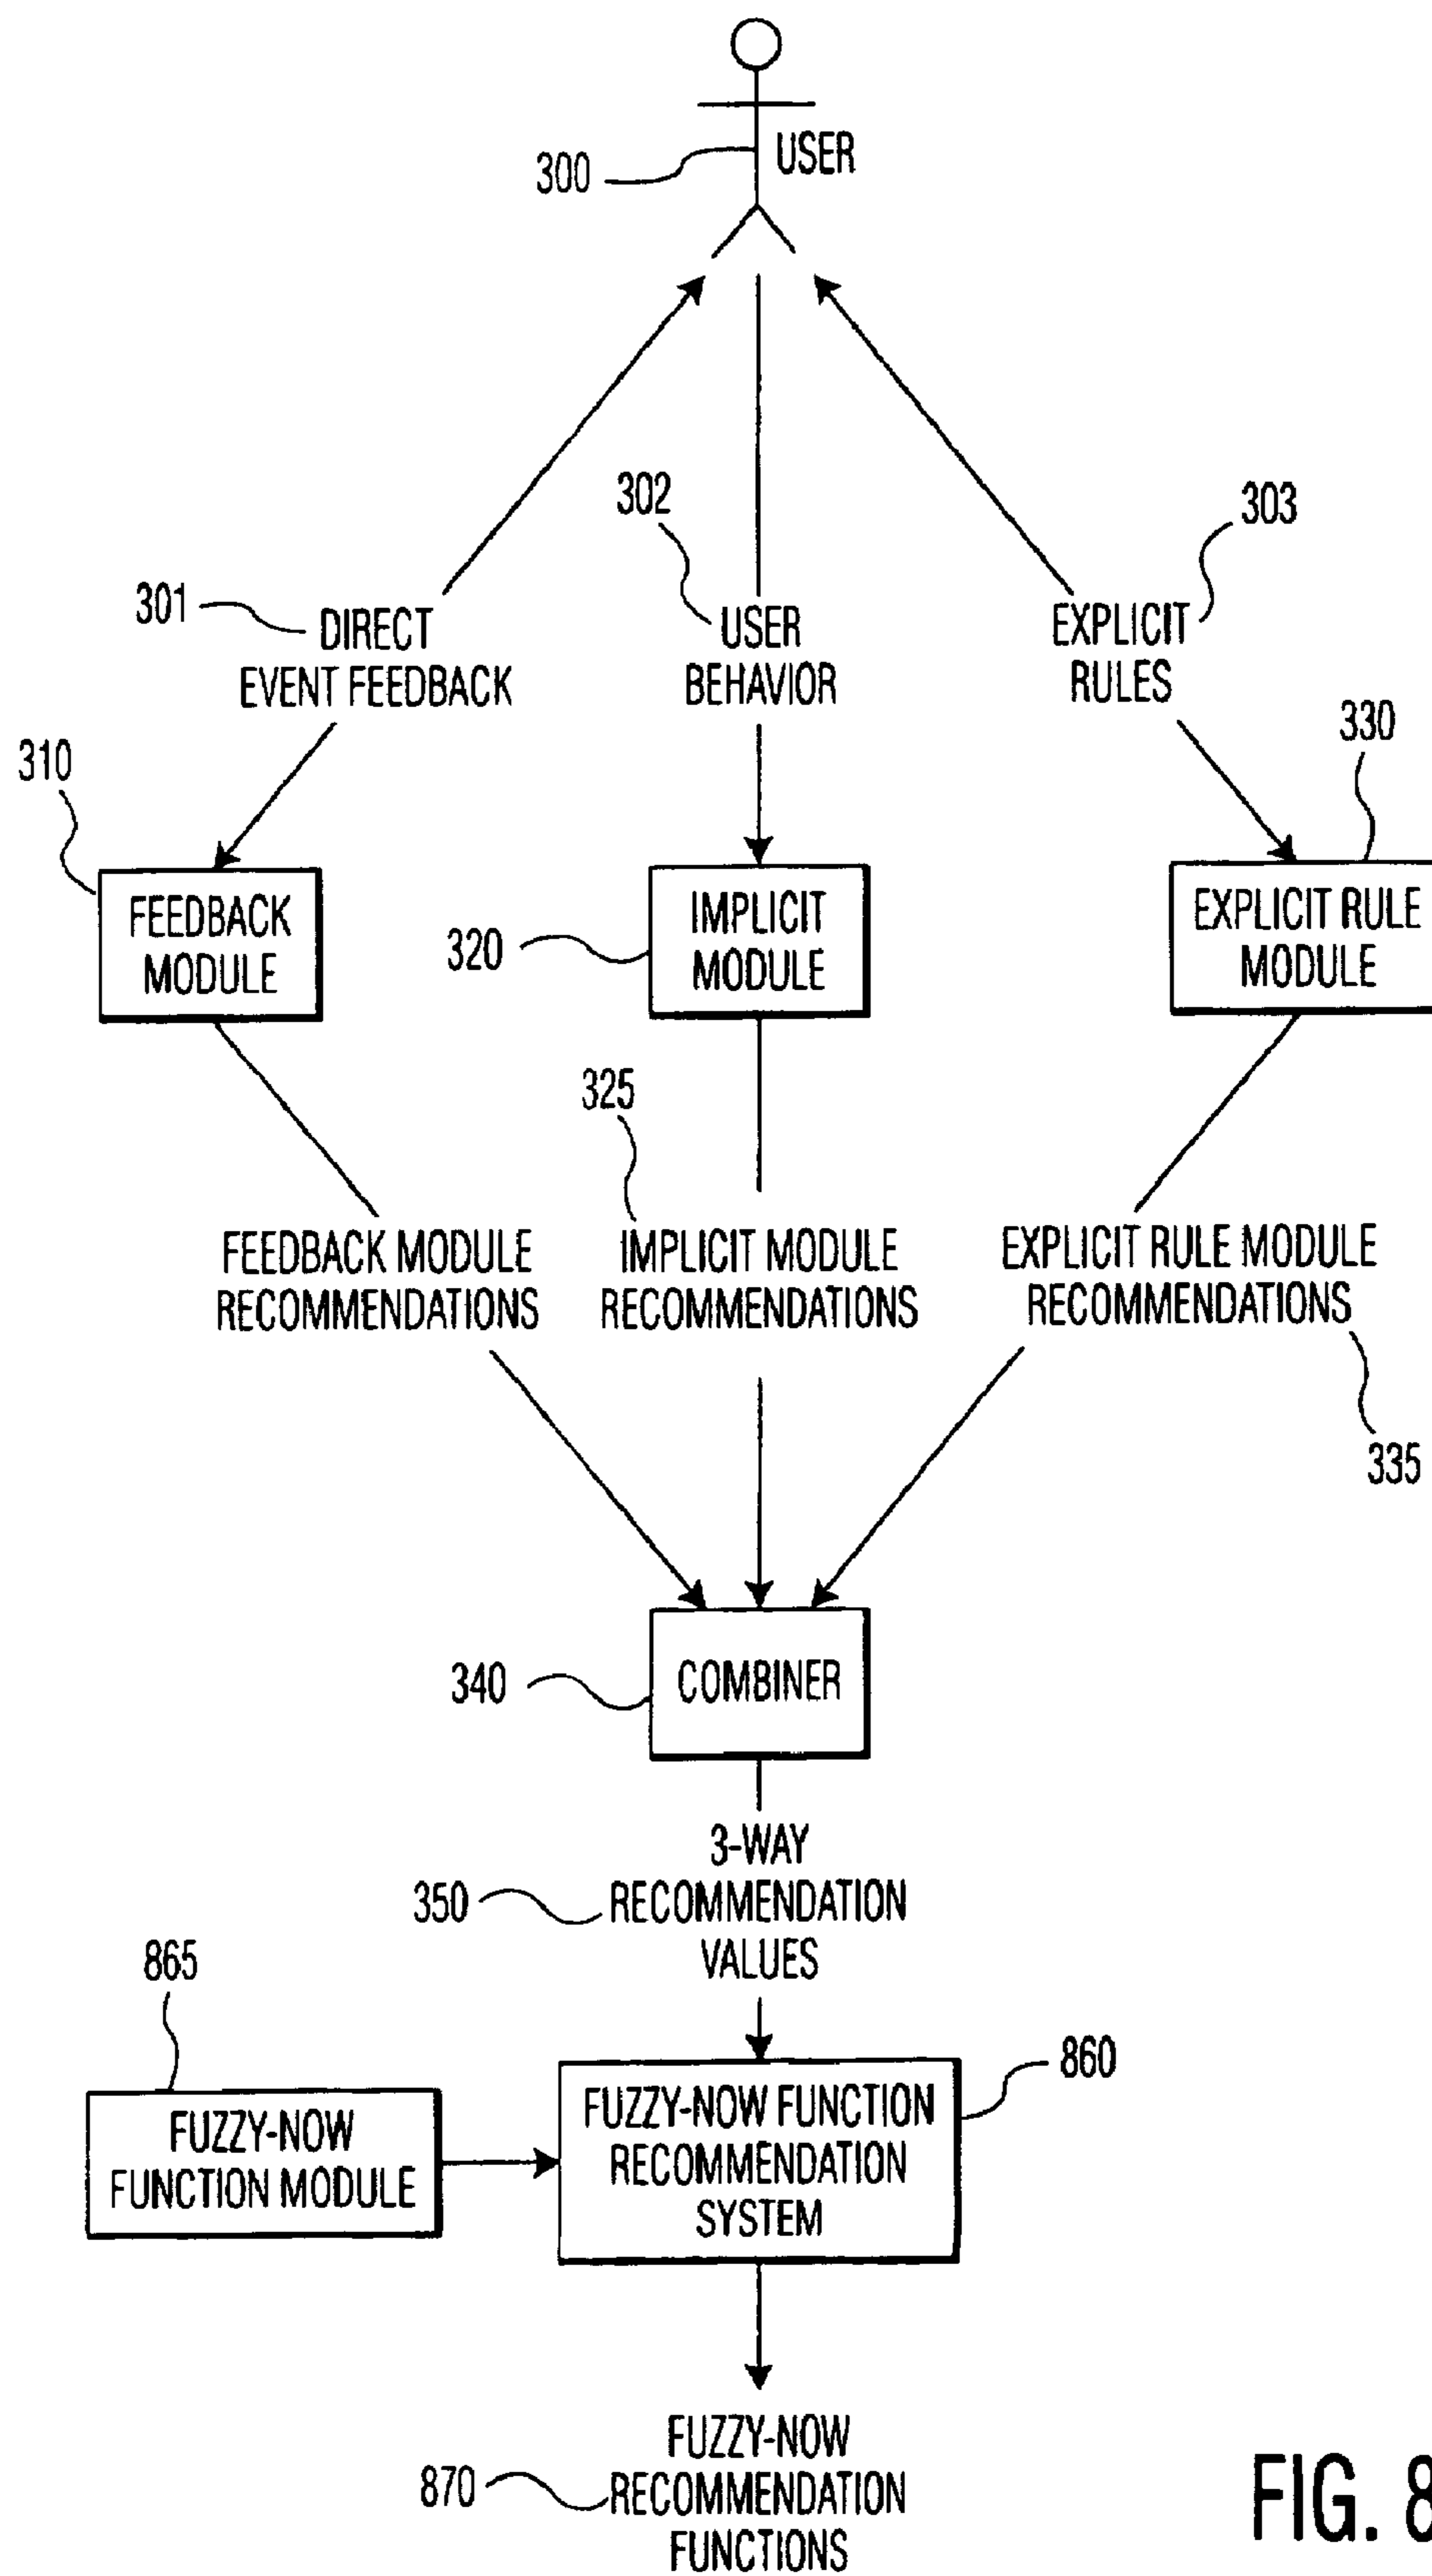 USER
300
302
303
301
DIRECT
EVENT FEEDBACK
USER
BEHAVIOR
EXPLICIT
RULES
310
330
FEEDBACK
MODULE
320
IMPLICIT
MODULE
EXPLICIT RULE
MODULE
325
FEEDBACK MODULE
RECOMMENDATIONS
IMPLICIT MODULE
RECOMMENDATIONS
EXPLICIT RULE MODULE
RECOMMENDATIONS
335
340
COMBINER
350
3-WAY
RECOMMENDATION
VALUES
865
860
FUZZY-NOW
FUNCTION MODULE
FUZZY-NOW FUNCTION
RECOMMENDATION
SYSTEM
870
FUZZY-NOW
RECOMMENDATION
FUNCTIONS
FIG. 8